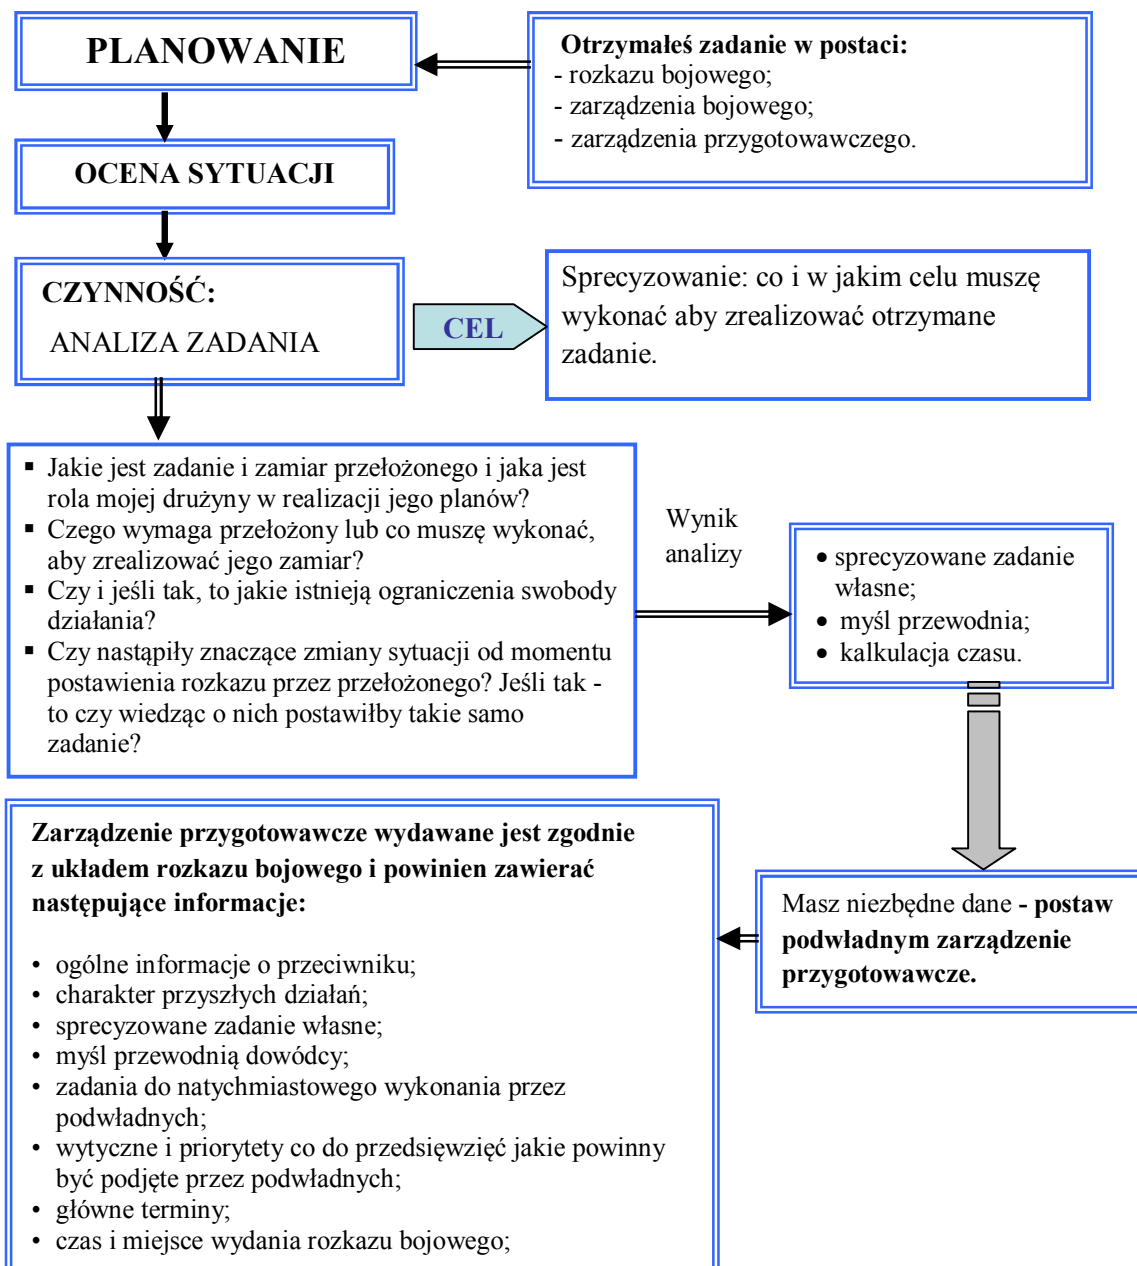 PLANOWANIE
Otrzymałeś zadanie w postaci:
- rozkazu bojowego;
- zarządzenia bojowego;
- zarządzenia przygotowawczego.
OCENA SYTUACJI
CZYNNOŚĆ:
ANALIZA ZADANIA
CEL
Sprecyzowanie: co i w jakim celu muszę
wykonać aby zrealizować otrzymane
zadanie.
▪ Jakie jest zadanie i zamiar przełożonego i jaka jest
rola mojej drużyny w realizacji jego planów?
▪ Czego wymaga przełożony lub co muszę wykonać,
aby zrealizować jego zamiar?
▪ Czy i jeśli tak, to jakie istnieją ograniczenia swobody
działania?
▪ Czy nastąpiły znaczące zmiany sytuacji od momentu
postawienia rozkazu przez przełożonego? Jeśli tak -
to czy wiedząc o nich postawiłby takie samo
zadanie?
Wynik
analizy
• sprecyzowane zadanie
własne;
• myśl przewodnia;
• kalkulacja czasu.
Masz niezbędne dane - postaw
podwładnym zarządzenie
przygotowawcze.
Zarządzenie przygotowawcze wydawane jest zgodnie
z układem rozkazu bojowego i powinien zawierać
następujące informacje:
• ogólne informacje o przeciwniku;
• charakter przyszłych działań;
• sprecyzowane zadanie własne;
• myśl przewodnią dowódcy;
• zadania do natychmiastowego wykonania przez
podwładnych;
• wytyczne i priorytety co do przedsięwzięć jakie powinny
być podjęte przez podwładnych;
• główne terminy;
• czas i miejsce wydania rozkazu bojowego;